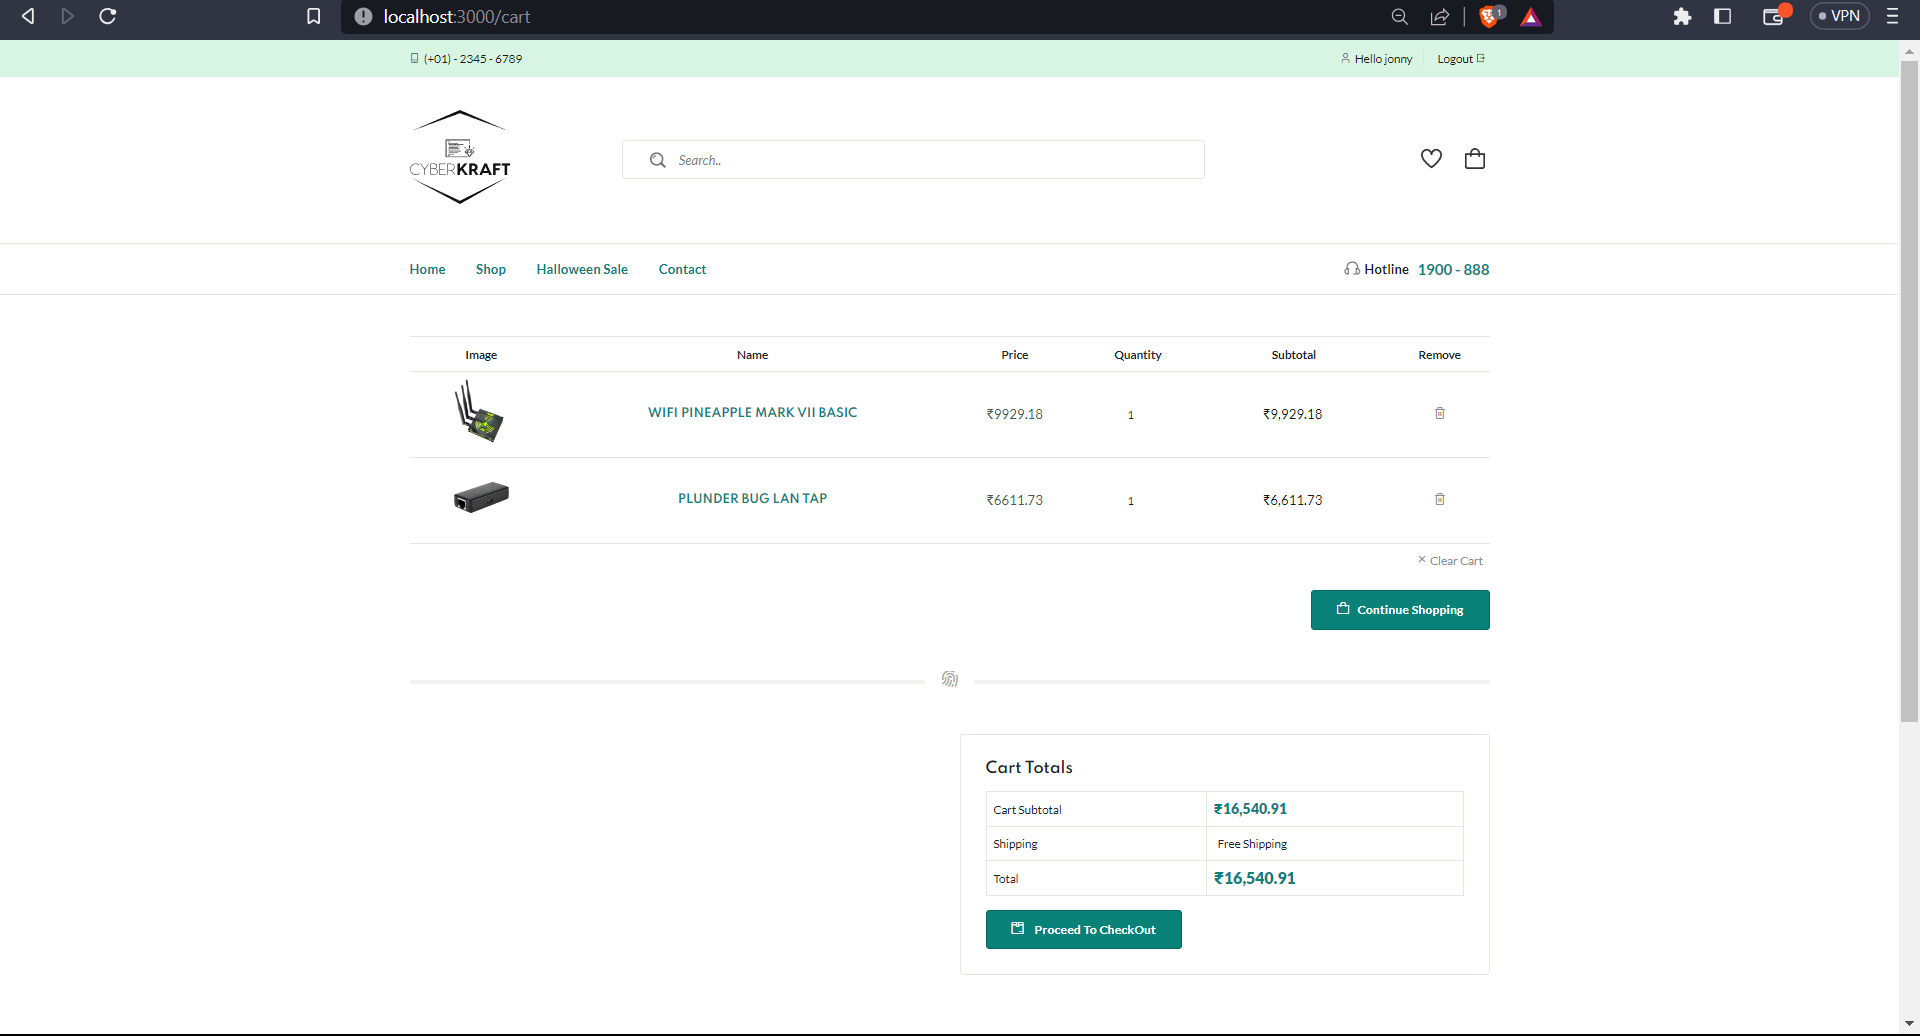 localhost:3000/cart
1
VPN
(+01) - 2345 - 6789
Hello jonny
Logout
CYBERKRAFT
Search..
Home Shop Halloween Sale Contact
Hotline 1900 - 888
Image Name Price Quantity Subtotal Remove
WIFI PINEAPPLE MARK VII BASIC ₹9929.18 1 ₹9,929.18
PLUNDER BUG LAN TAP ₹6611.73 1 ₹6,611.73
Clear Cart
Continue Shopping
Cart Totals
Cart Subtotal ₹16,540.91
Shipping Free Shipping
Total ₹16,540.91
Proceed To CheckOut